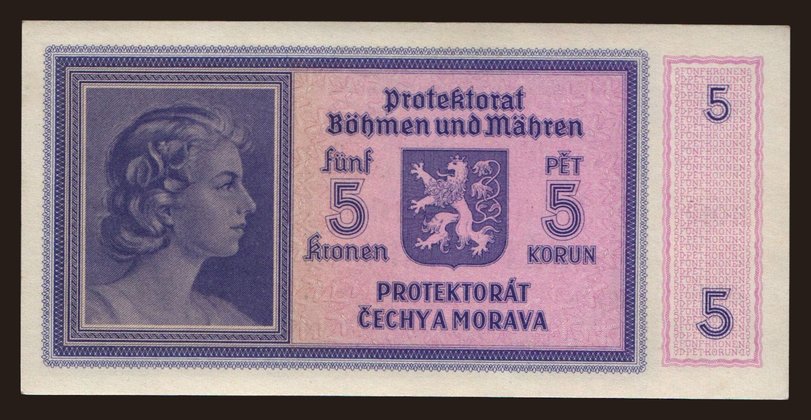 Protektorat
Böhmen und Mähren
fünf
5
Kronen
PĚT
5
KORUN
PROTEKTORÁT
ČECHY A MORAVA
5
5